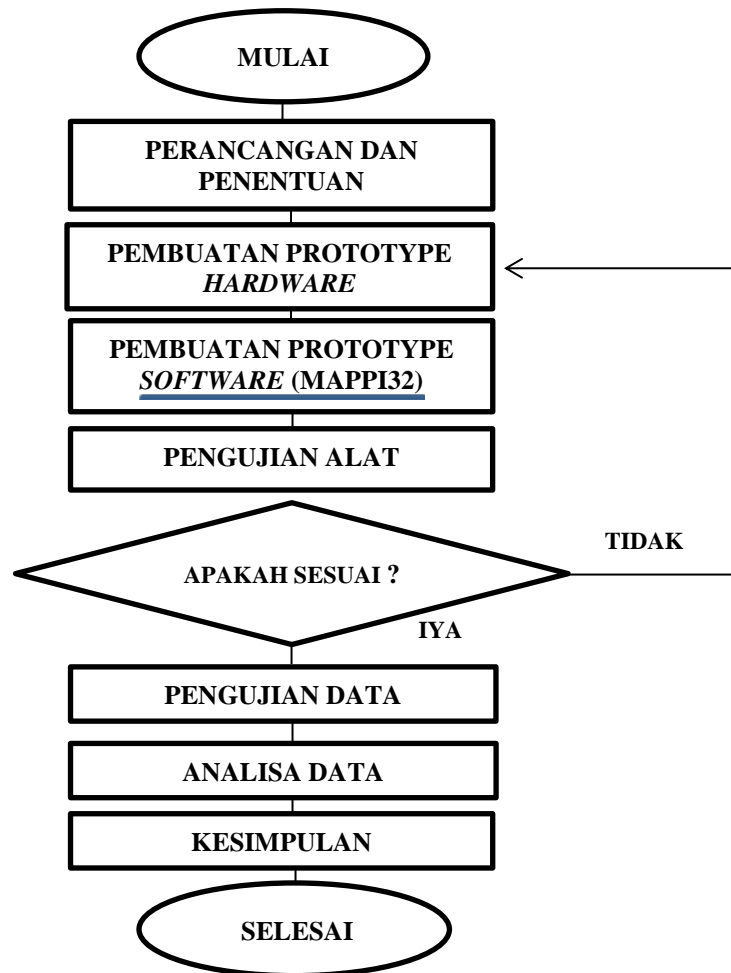 MULAI
PERANCANGAN DAN
PENENTUAN
PEMBUATAN PROTOTYPE
HARDWARE
PEMBUATAN PROTOTYPE
SOFTWARE (MAPPI32)
PENGUJIAN ALAT
APAKAH SESUAI ?
TIDAK
IYA
PENGUJIAN DATA
ANALISA DATA
KESIMPULAN
SELESAI